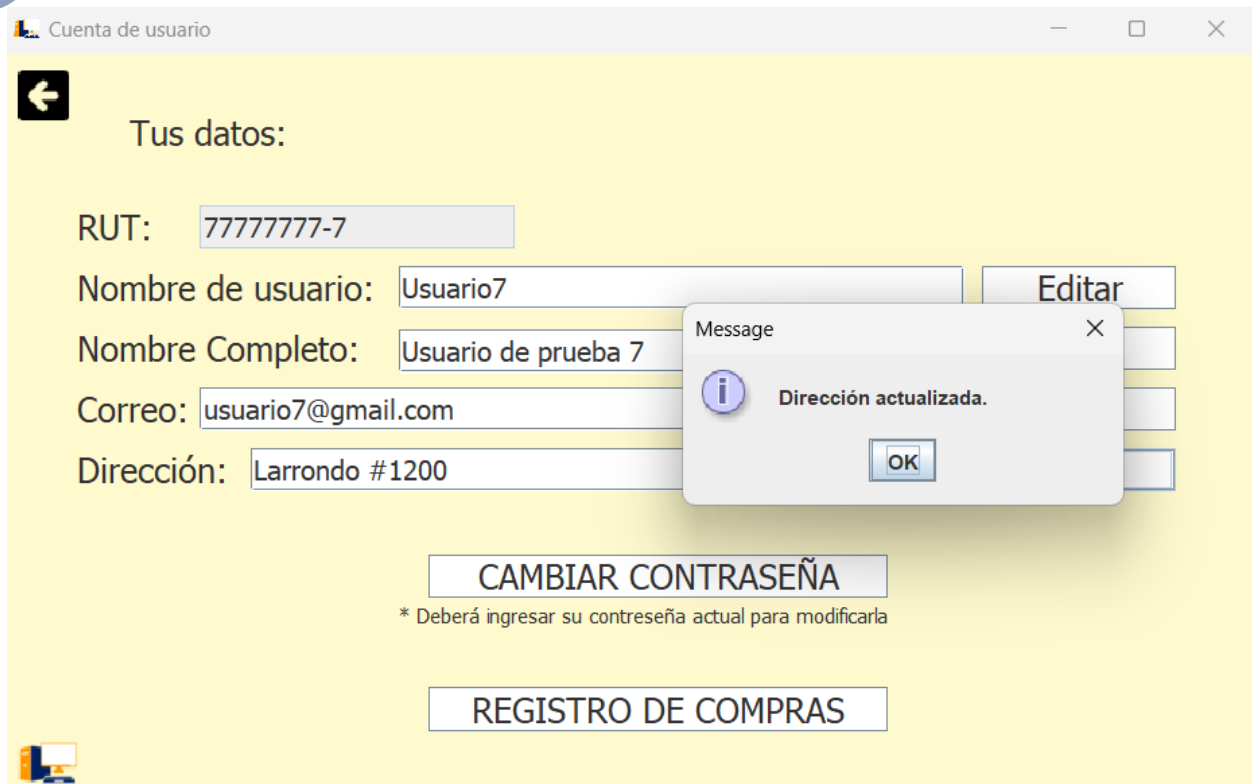 Cuenta de usuario
Tus datos:
RUT: 77777777-7
Nombre de usuario: Usuario7 Editar
Nombre Completo: Usuario de prueba 7
Correo: usuario7@gmail.com
Dirección: Larrondo #1200
Message
Dirección actualizada.
OK
CAMBIAR CONTRASEÑA
* Deberá ingresar su contreseña actual para modificarla
REGISTRO DE COMPRAS